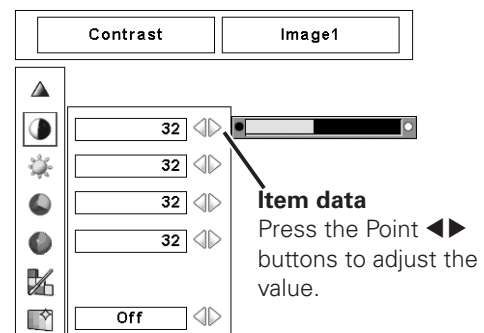 Contrast Image1
32
32
32
32
Off
Item data
Press the Point ◀▶
buttons to adjust the
value.